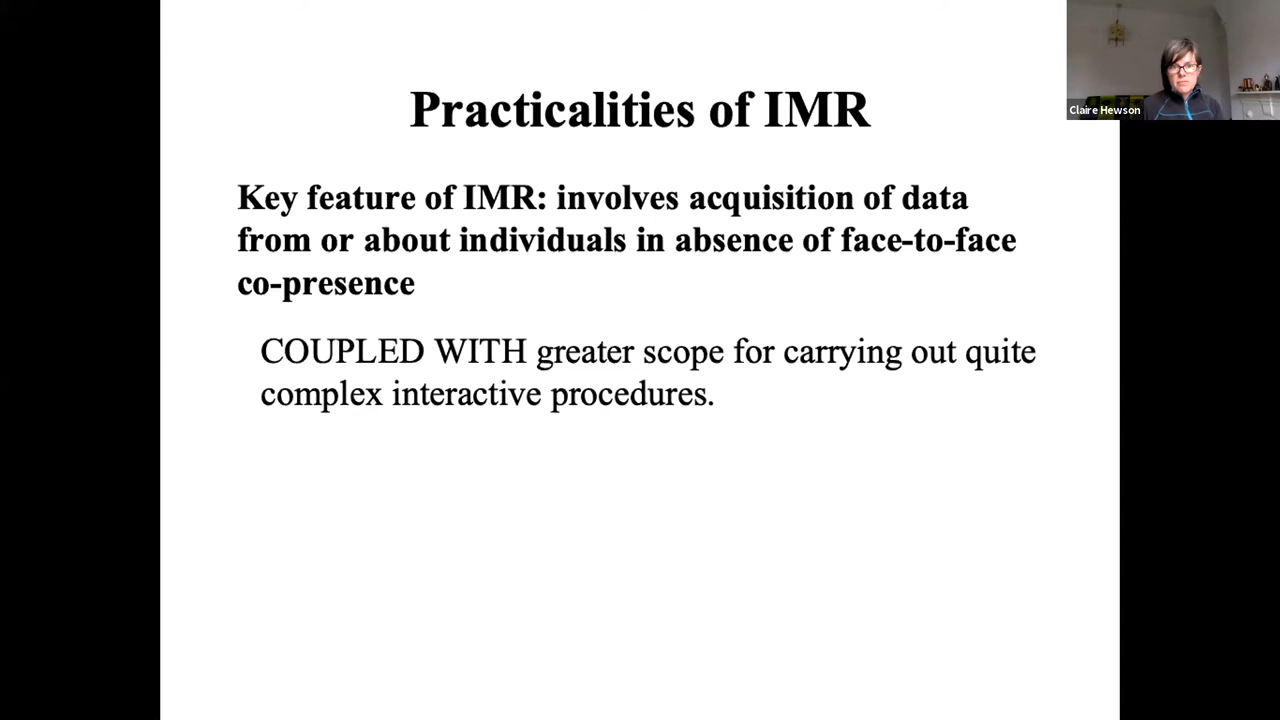 Practicalities of IMR
Claire Hewson
Key feature of IMR: involves acquisition of data
from or about individuals in absence of face-to-face
co-presence
COUPLED WITH greater scope for carrying out quite
complex interactive procedures.